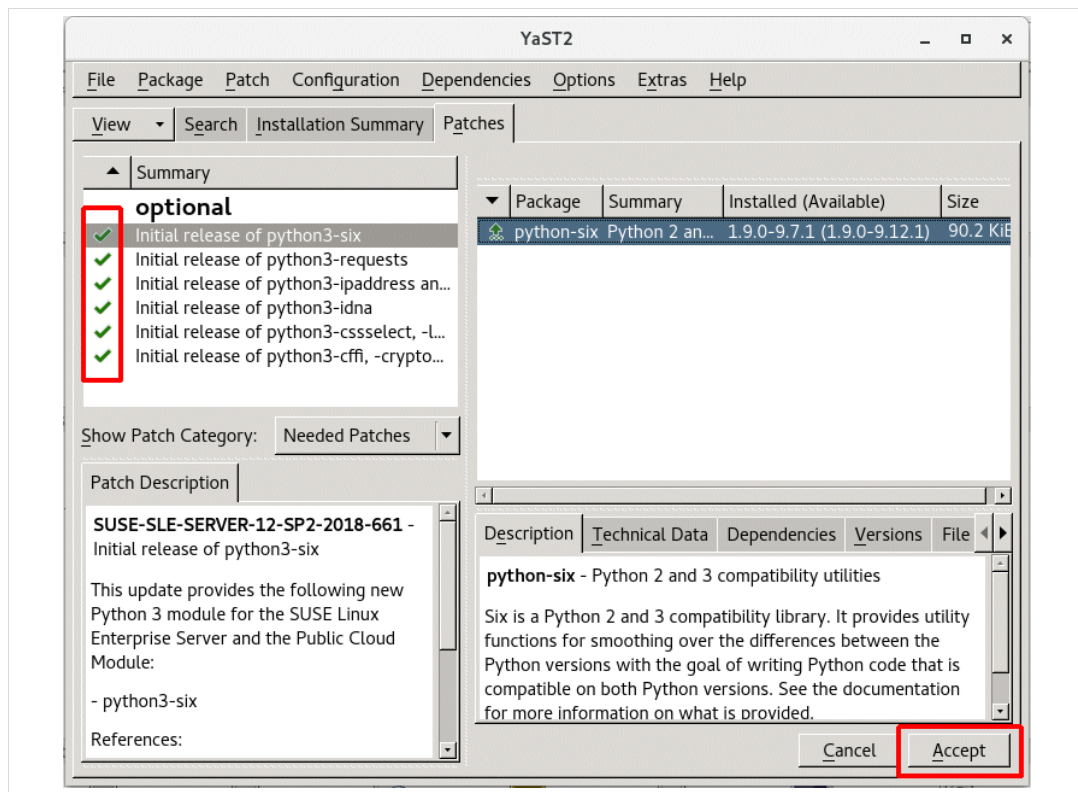 YaST2
File Package Patch Configuration Dependencies Options Extras Help
View Search Installation Summary Patches
Summary
optional
Initial release of python3-six
Initial release of python3-requests
Initial release of python3-ipaddress an...
Initial release of python3-idna
Initial release of python3-cssselect, -l...
Initial release of python3-cffi, -crypto...
Show Patch Category: Needed Patches
Patch Description
SUSE-SLE-SERVER-12-SP2-2018-661 -
Initial release of python3-six
This update provides the following new
Python 3 module for the SUSE Linux
Enterprise Server and the Public Cloud
Module:
- python3-six
References:
Package Summary Installed (Available) Size
python-six Python 2 an... 1.9.0-9.7.1 (1.9.0-9.12.1) 90.2 KiB
Description Technical Data Dependencies Versions File
python-six - Python 2 and 3 compatibility utilities
Six is a Python 2 and 3 compatibility library. It provides utility
functions for smoothing over the differences between the
Python versions with the goal of writing Python code that is
compatible on both Python versions. See the documentation
for more information on what is provided.
Cancel Accept